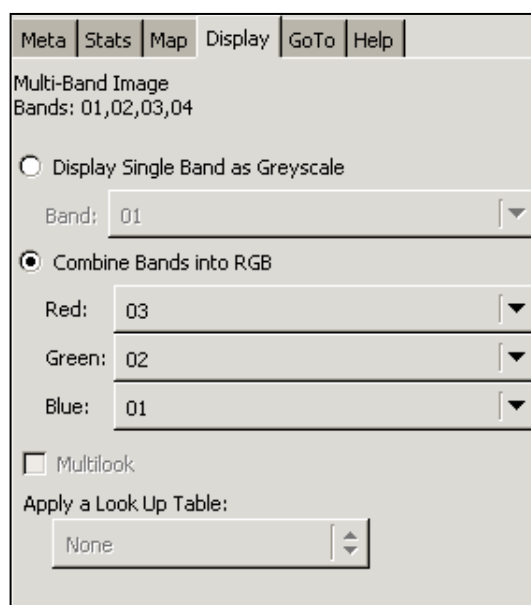 Meta Stats Map Display GoTo Help
Multi-Band Image
Bands: 01,02,03,04
Display Single Band as Greyscale
Band: 01
Combine Bands into RGB
Red: 03
Green: 02
Blue: 01
Multilook
Apply a Look Up Table:
None